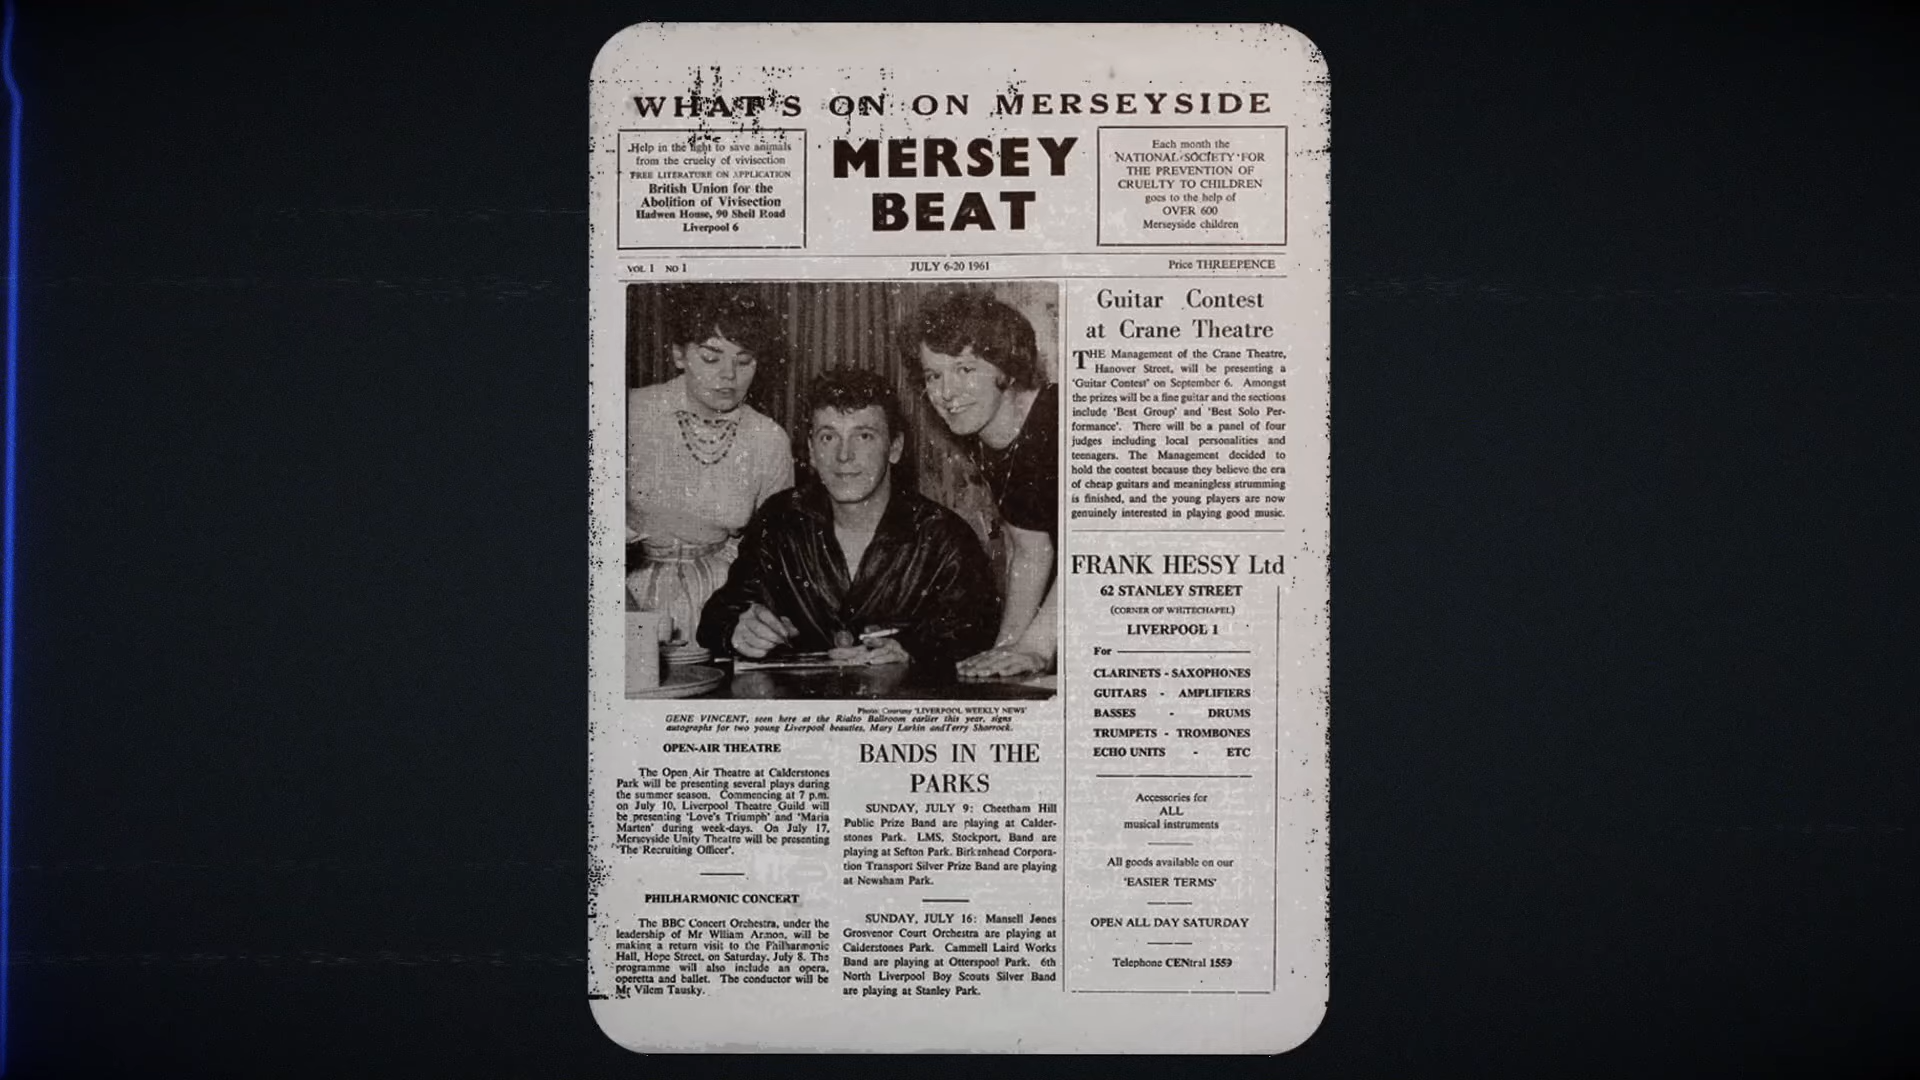 WHAT'S ON ON MERSEYSIDE
Help in the fight to save animals
from the cruelty of vivisection
FREE LITERATURE ON APPLICATION
British Union for the
Abolition of Vivisection
Hadwen House, 90 Sheil Road
Liverpool 6
MERSEY
BEAT
Each month the
NATIONAL SOCIETY FOR
THE PREVENTION OF
CRUELTY TO CHILDREN
goes to the help of
OVER 600
Merseyside children
VOL 1 NO 1
JULY 6-20 1961
Price THREEPENCE
Photo: Courtesy 'LIVERPOOL WEEKLY NEWS'
GENE VINCENT, seen here at the Rialto Ballroom earlier this year, signs
autographs for two young Liverpool beauties, Mary Larkin and Terry Shorrock.
OPEN-AIR THEATRE
The Open Air Theatre at Calderstones
Park will be presenting several plays during
the summer season. Commencing at 7 p.m.
on July 10, Liverpool Theatre Guild will
be presenting 'Love's Triumph' and 'Maria
Marten' during week-days. On July 17,
Merseyside Unity Theatre will be presenting
'The Recruiting Officer'.
PHILHARMONIC CONCERT
The BBC Concert Orchestra, under the
leadership of Mr William Armon, will be
making a return visit to the Philharmonic
Hall, Hope Street, on Saturday, July 8. The
programme will also include an opera,
operetta and ballet. The conductor will be
Mr Vilem Tausky.
BANDS IN THE
PARKS
SUNDAY, JULY 9: Cheetham Hill
Public Prize Band are playing at Calder-
stones Park. LMS, Stockport, Band are
playing at Sefton Park. Birkenhead Corpora-
tion Transport Silver Prize Band are playing
at Newsham Park.
SUNDAY, JULY 16: Mansell Jones
Grosvenor Court Orchestra are playing at
Calderstones Park. Cammell Laird Works
Band are playing at Otterspool Park. 6th
North Liverpool Boy Scouts Silver Band
are playing at Stanley Park.
Guitar Contest
at Crane Theatre
THE Management of the Crane Theatre,
Hanover Street, will be presenting a
'Guitar Contest' on September 6. Amongst
the prizes will be a fine guitar and the sections
include 'Best Group' and 'Best Solo Per-
formance'. There will be a panel of four
judges including local personalities and
teenagers. The Management decided to
hold the contest because they believe the era
of cheap guitars and meaningless strumming
is finished, and the young players are now
genuinely interested in playing good music.
FRANK HESSY Ltd
62 STANLEY STREET
(CORNER OF WHITECHAPEL)
LIVERPOOL 1
For
CLARINETS - SAXOPHONES
GUITARS - AMPLIFIERS
BASSES - DRUMS
TRUMPETS - TROMBONES
ECHO UNITS - ETC
Accessories for
ALL
musical instruments
All goods available on our
'EASIER TERMS'
OPEN ALL DAY SATURDAY
Telephone CENtral 1559